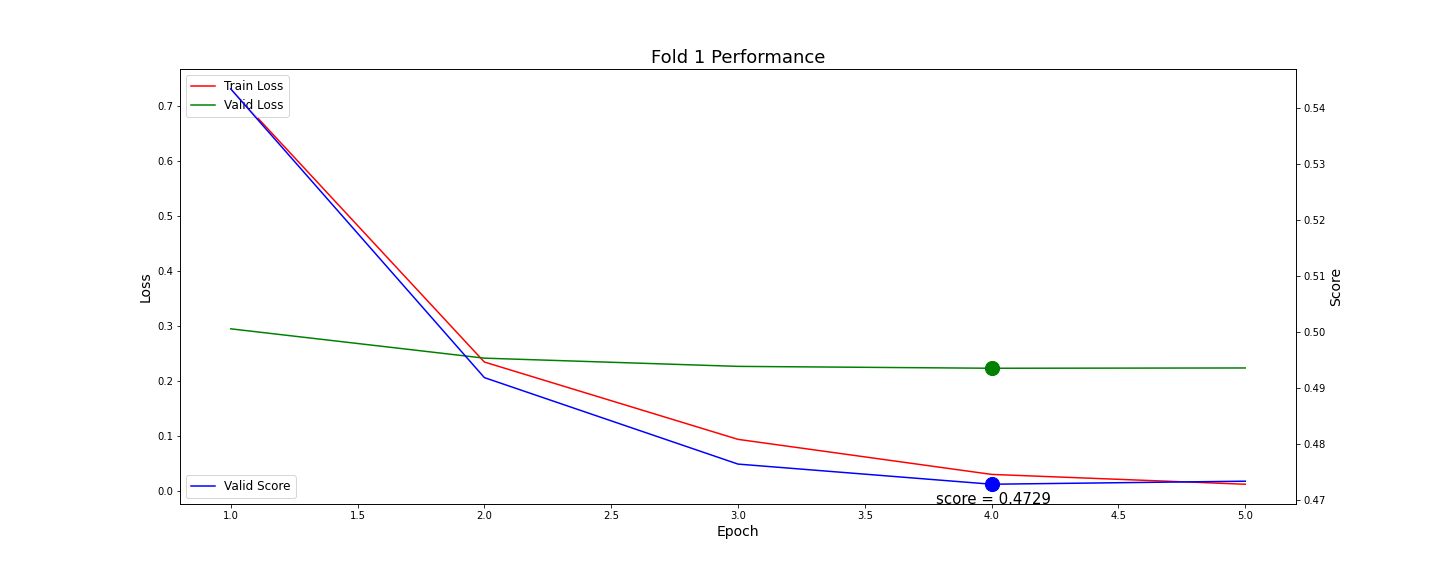 Fold 1 Performance
Train Loss
Valid Loss
0.7
0.6
0.5
0.4
0.3
0.2
0.1
0.0
Loss
0.54
0.53
0.52
0.51
0.50
0.49
0.48
0.47
Score
Valid Score
score = 0.4729
1.0 1.5 2.0 2.5 3.0 3.5 4.0 4.5 5.0
Epoch